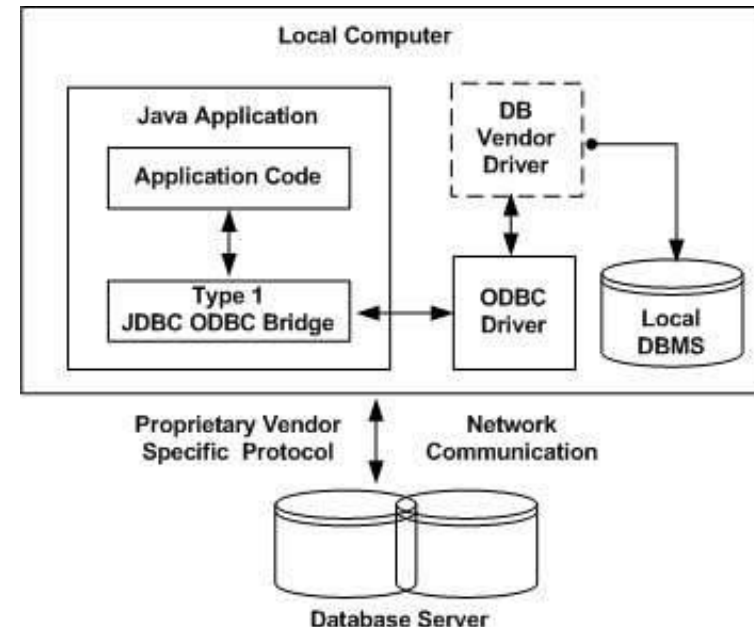 Local Computer
Java Application
Application Code
Type 1
JDBC ODBC Bridge
DB
Vendor
Driver
ODBC
Driver
Local
DBMS
Proprietary Vendor
Specific Protocol
Network
Communication
Database Server